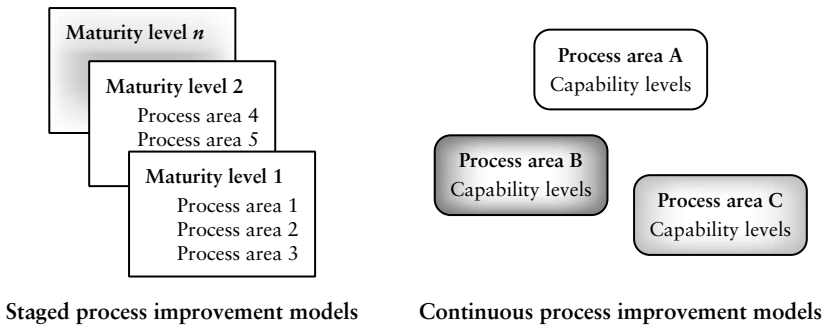 Maturity level n
Maturity level 2
Process area 4
Process area 5
Maturity level 1
Process area 1
Process area 2
Process area 3
Staged process improvement models
Process area A
Capability levels
Process area B
Capability levels
Process area C
Capability levels
Continuous process improvement models